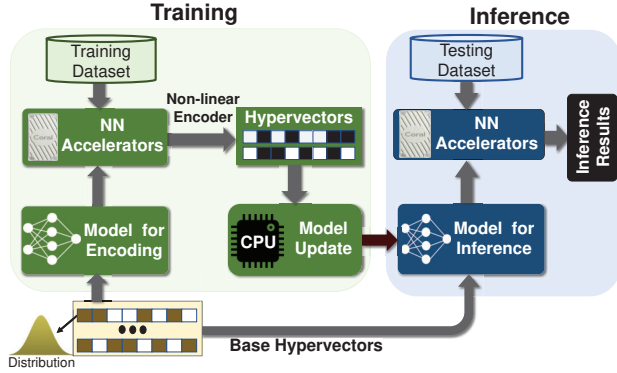 Training
Inference
Training
Dataset
Testing
Dataset
Non-linear
Encoder
Coral
NN
Accelerators
Hypervectors
Coral
NN
Accelerators
Inference
Results
Model for
Encoding
CPU
Model
Update
Model for
Inference
Base Hypervectors
Distribution